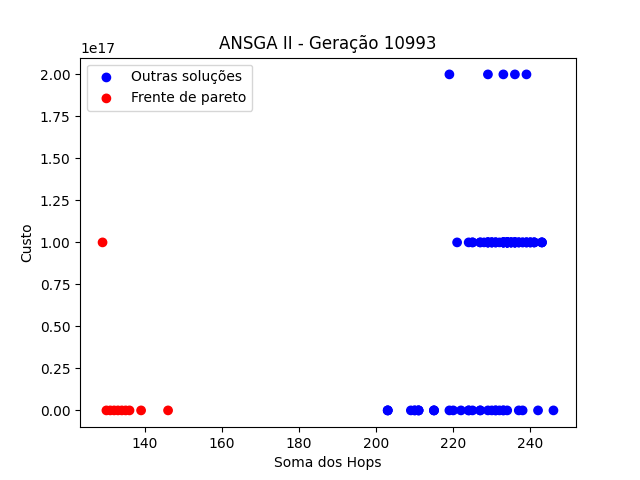 ANSGA II - Geração 10993
1e17
2.00
1.75
1.50
1.25
1.00
0.75
0.50
0.25
0.00
Custo
Outras soluções
Frente de pareto
140 160 180 200 220 240
Soma dos Hops